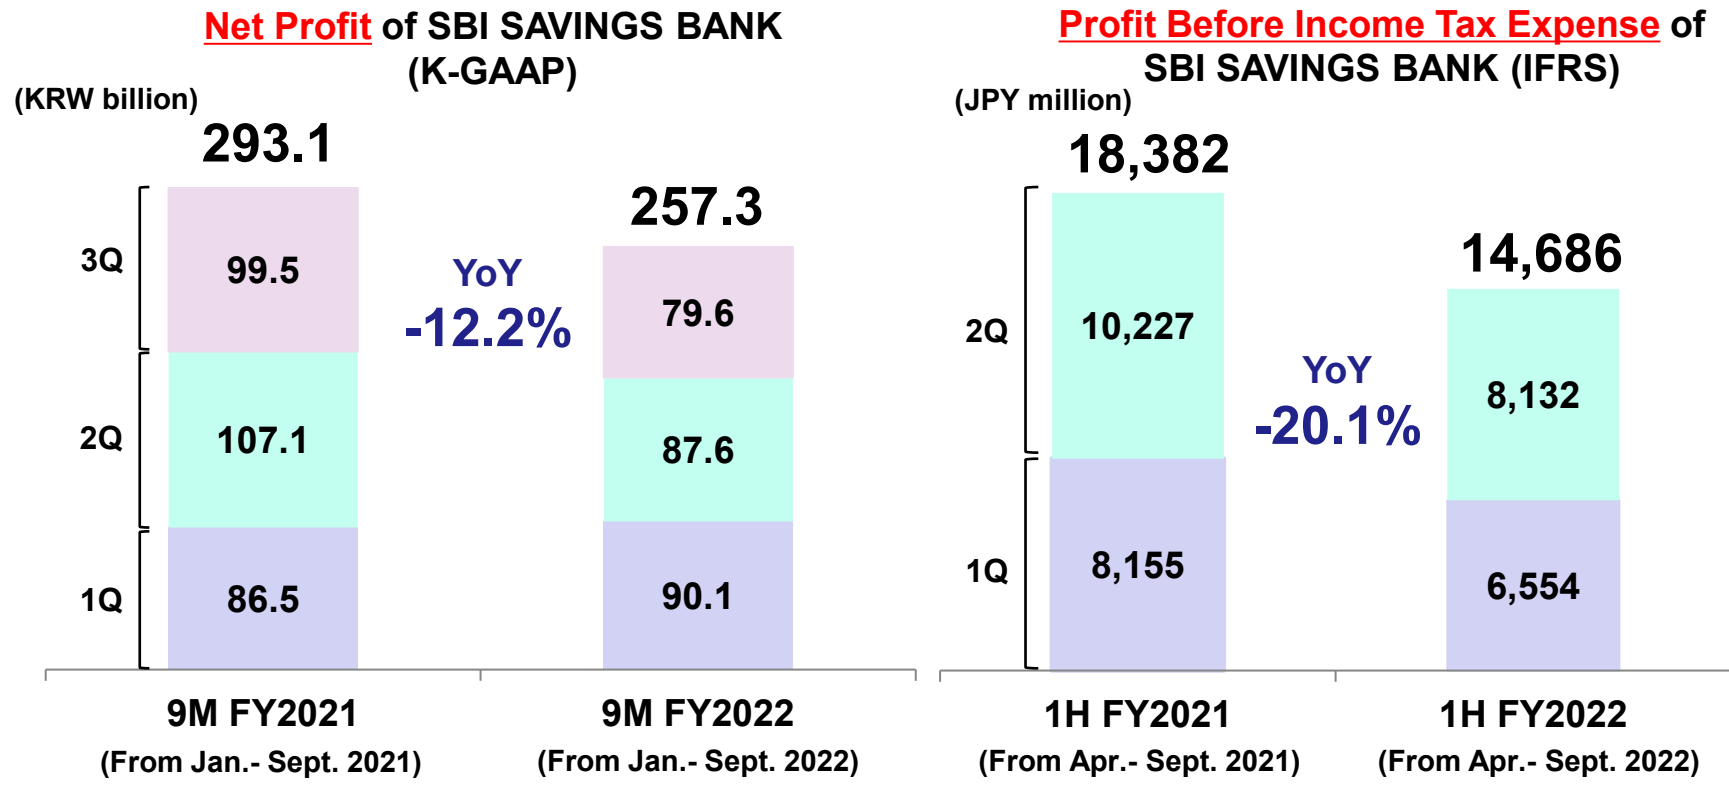 Net Profit of SBI SAVINGS BANK
(K-GAAP)
(KRW billion)
293.1
257.3
3Q
99.5
79.6
YoY
-12.2%
2Q
107.1
87.6
1Q
86.5
90.1
9M FY2021
(From Jan.- Sept. 2021)
9M FY2022
(From Jan.- Sept. 2022)
Profit Before Income Tax Expense of
SBI SAVINGS BANK (IFRS)
(JPY million)
18,382
14,686
2Q
10,227
8,132
YoY
-20.1%
1Q
8,155
6,554
1H FY2021
(From Apr.- Sept. 2021)
1H FY2022
(From Apr.- Sept. 2022)